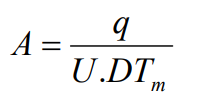 A = q / U.DT_m